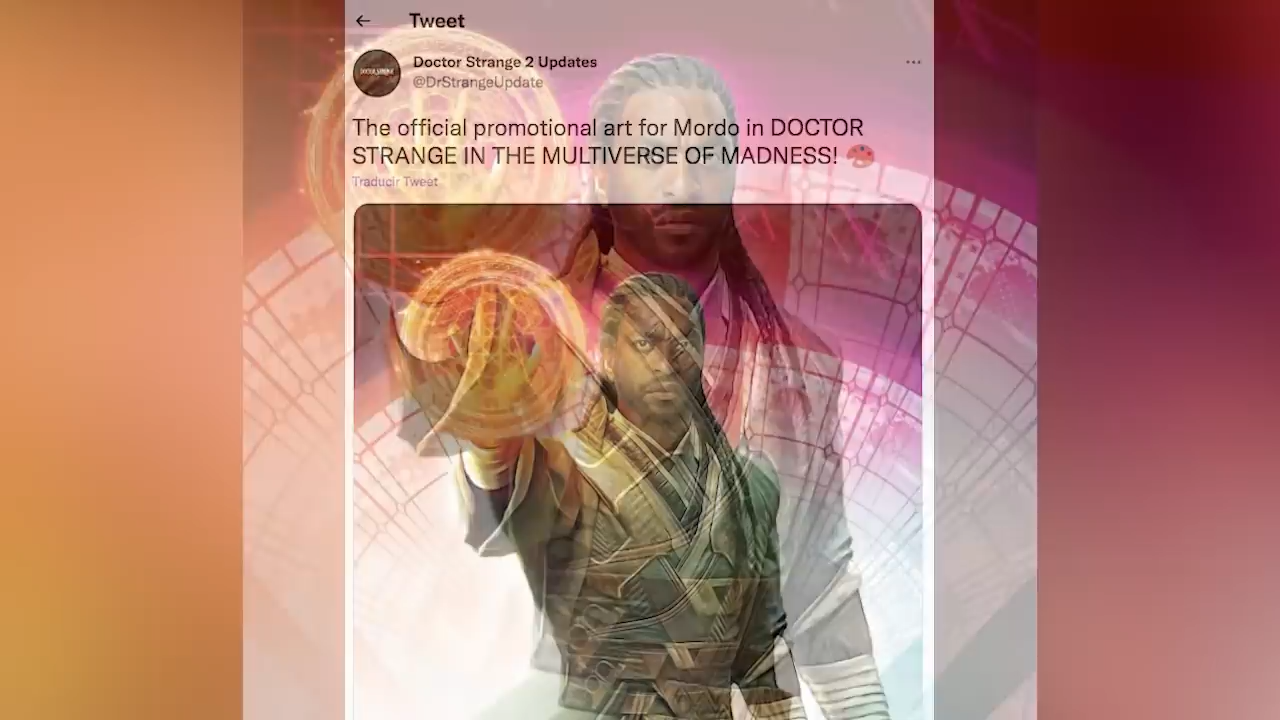 Tweet
Doctor Strange 2 Updates
@DrStrangeUpdate
The official promotional art for Mordo in DOCTOR
STRANGE IN THE MULTIVERSE OF MADNESS! 🎨
Traducir Tweet